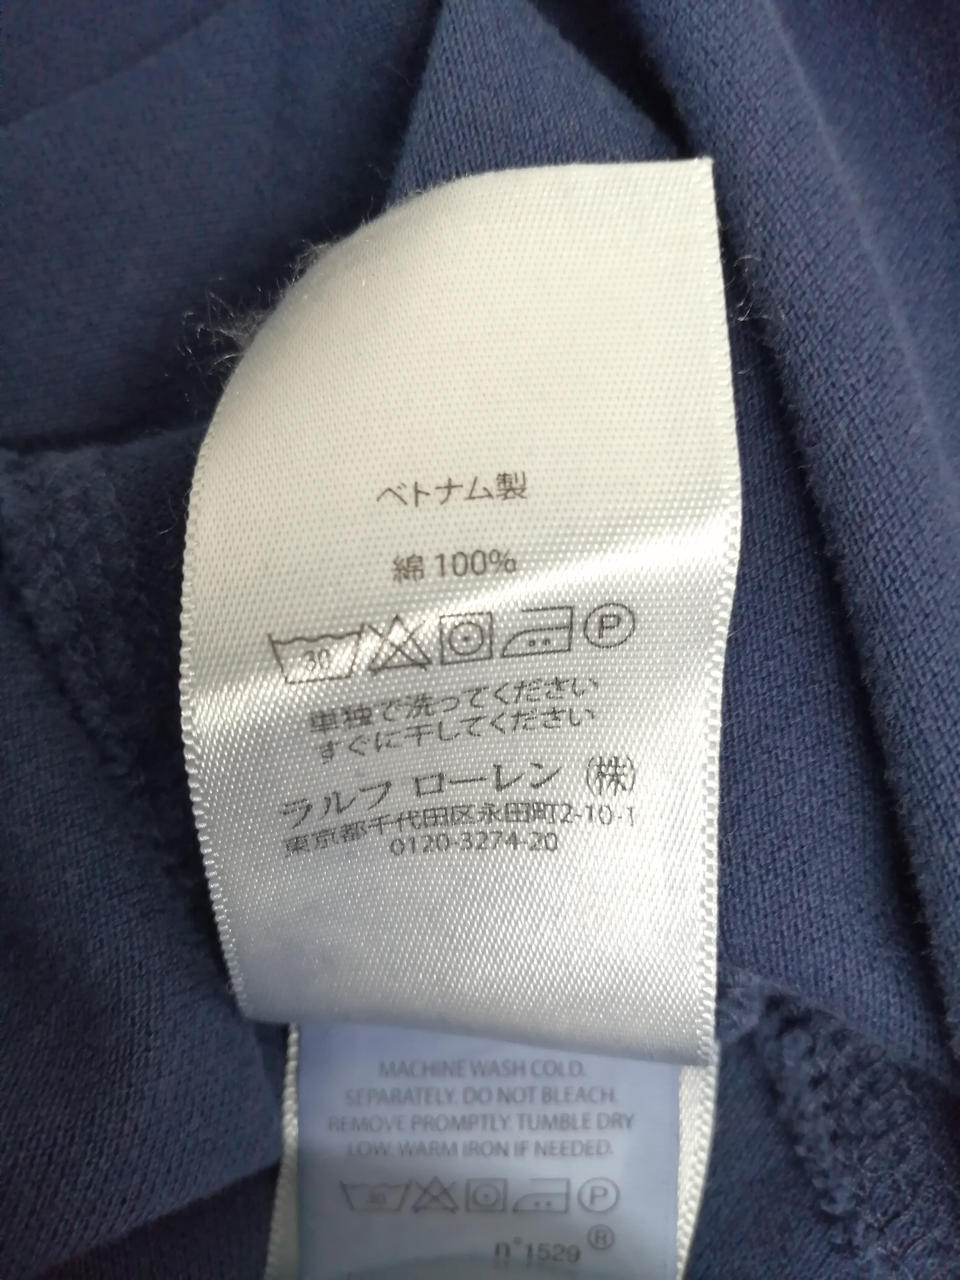 ベトナム製
綿 100%
30 P
単独で洗ってください
すぐに干してください
ラルフ ローレン (株)
東京都千代田区永田町2-10-1
0120-3274-20
MACHINE WASH COLD.
SEPARATELY. DO NOT BLEACH.
REMOVE PROMPTLY. TUMBLE DRY
LOW. WARM IRON IF NEEDED.
30 P
®
n°1529